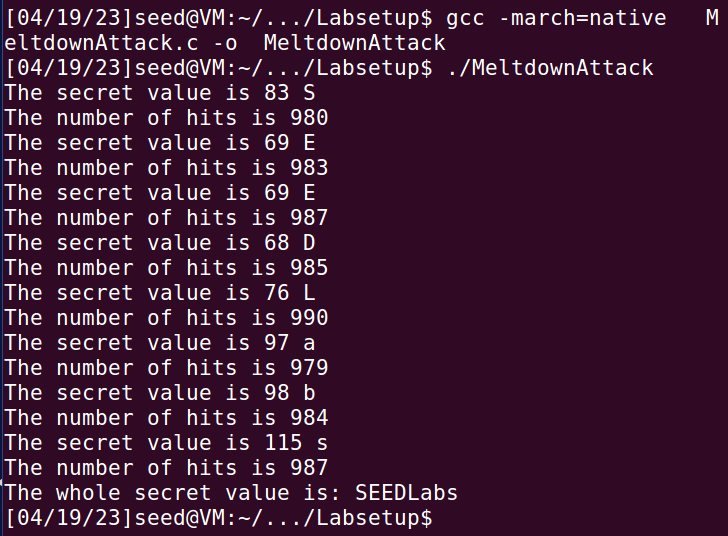 [04/19/23]seed@VM:~/.../Labsetup$ gcc -march=native   M
eltdownAttack.c -o  MeltdownAttack
[04/19/23]seed@VM:~/.../Labsetup$ ./MeltdownAttack
The secret value is 83 S
The number of hits is 980
The secret value is 69 E
The number of hits is 983
The secret value is 69 E
The number of hits is 987
The secret value is 68 D
The number of hits is 985
The secret value is 76 L
The number of hits is 990
The secret value is 97 a
The number of hits is 979
The secret value is 98 b
The number of hits is 984
The secret value is 115 s
The number of hits is 987
The whole secret value is: SEEDLabs
[04/19/23]seed@VM:~/.../Labsetup$